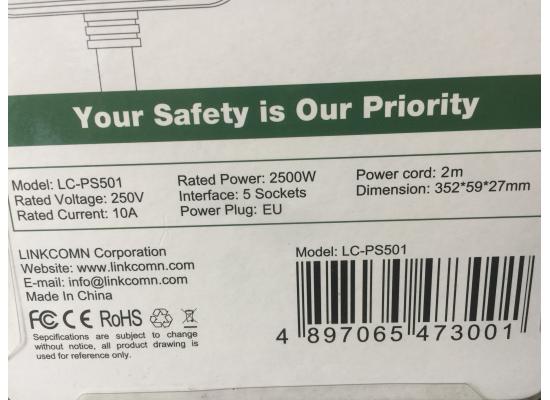 Your Safety is Our Priority
Model: LC-PS501
Rated Voltage: 250V
Rated Current: 10A
Rated Power: 2500W
Interface: 5 Sockets
Power Plug: EU
Power cord: 2m
Dimension: 352*59*27mm
LINKCOMN Corporation
Website: www.linkcomn.com
E-mail: info@linkcomn.com
Made In China
FC CE RoHS
Sepcifications are subject to change
without notice, all product drawing is
used for reference only.
Model: LC-PS501
4 897065 473001